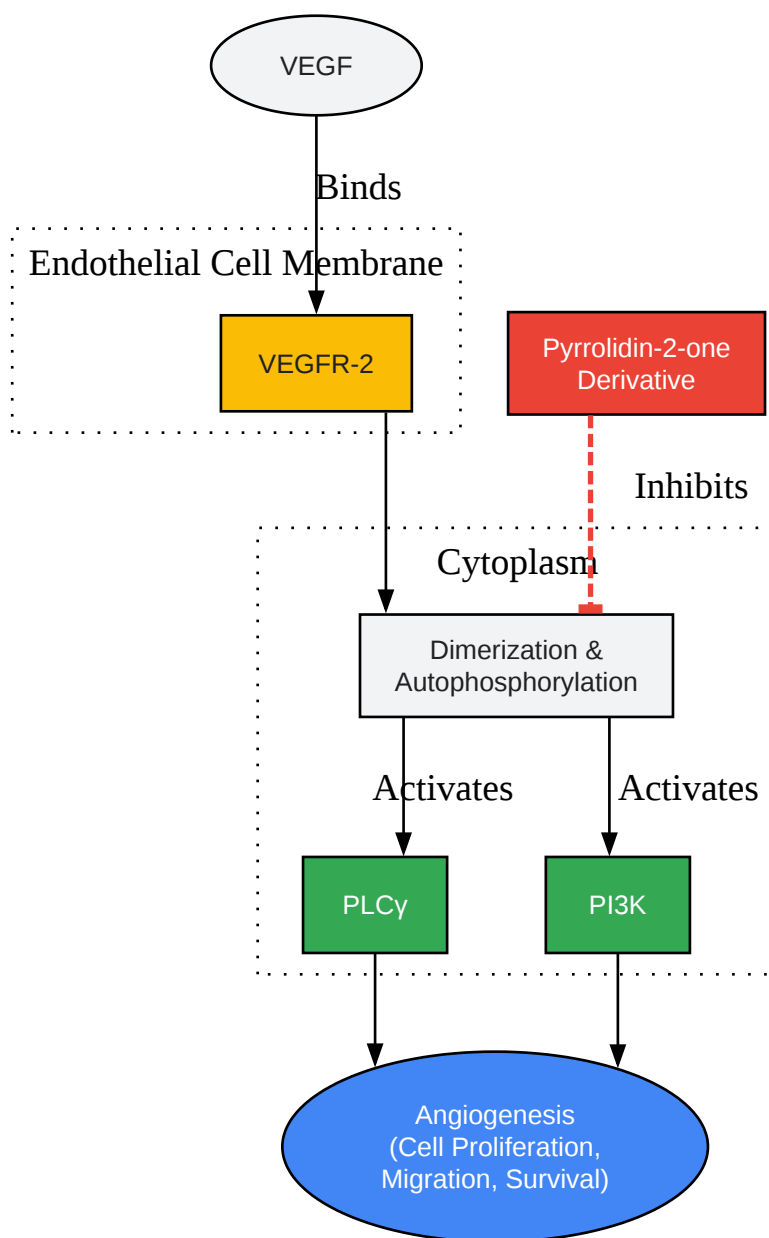 VEGF
Binds
Endothelial Cell Membrane
VEGFR-2
Pyrrolidin-2-one
Derivative
Inhibits
Cytoplasm
Dimerization &
Autophosphorylation
Activates
Activates
PLCγ
PI3K
Angiogenesis
(Cell Proliferation,
Migration, Survival)